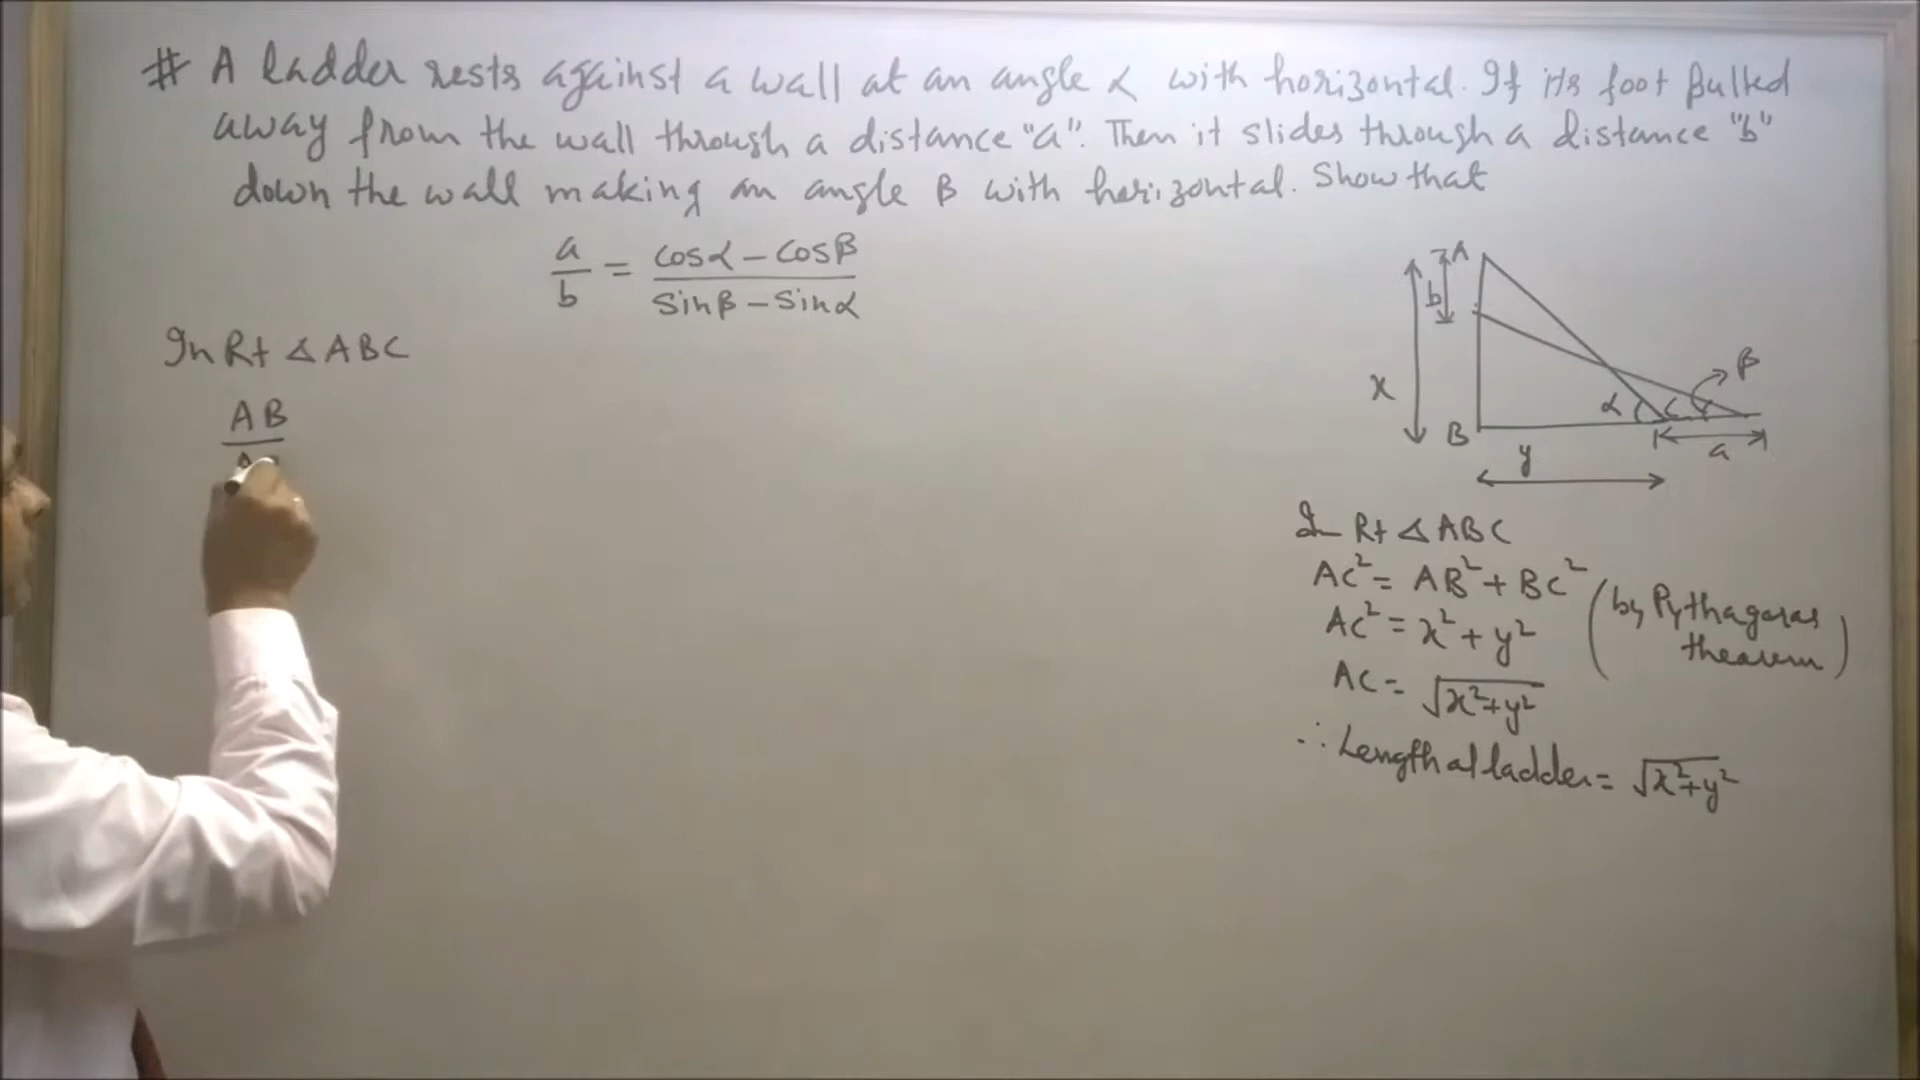 # A ladder rests against a wall at an angle α with horizontal. If its foot pulled
away from the wall through a distance "a". Then it slides through a distance "b"
down the wall making an angle β with horizontal. Show that
a/b = (cosα - cosβ)/(sinβ - sinα)
In Rt ∠ ABC
AB
A
b
x
B
y
α
C
β
a
In Rt ∠ ABC
AC² = AB² + BC²
AC² = x² + y² (by Pythagoras theorem)
AC = √x²+y²
∴ Length of ladder = √x²+y²